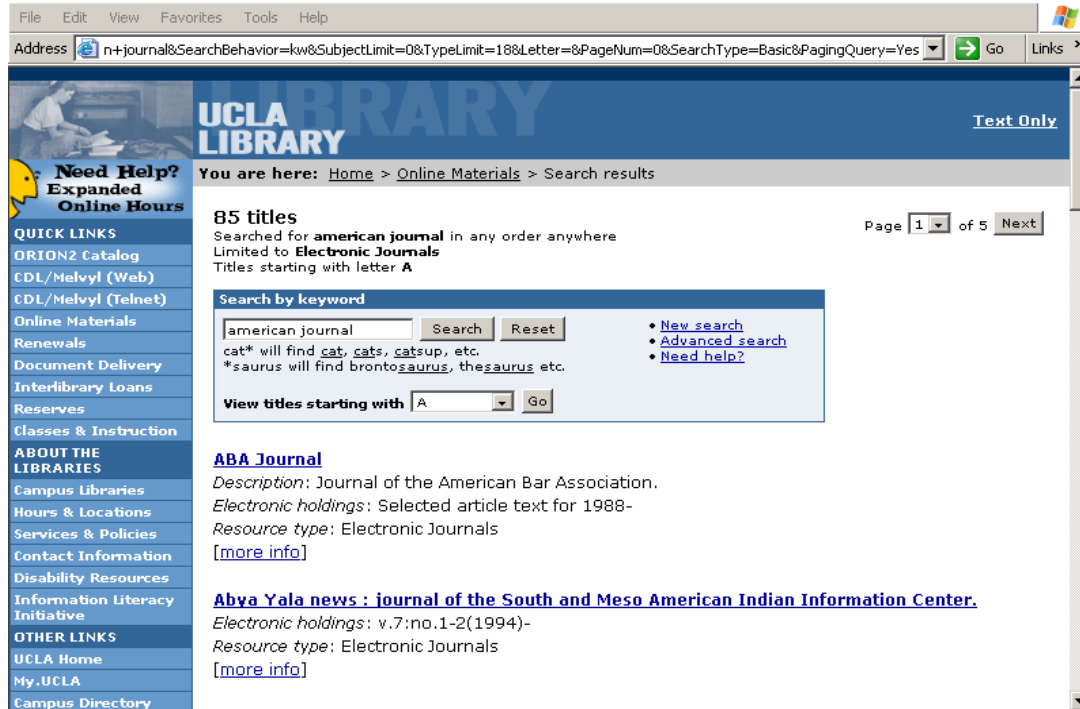 File Edit View Favorites Tools Help
Address n+journal&SearchBehavior=kw&SubjectLimit=0&TypeLimit=18&Letter=&PageNum=0&SearchType=Basic&PagingQuery=Yes Go Links
LIBRARY
UCLA
LIBRARY
Text Only
Need Help?
Expanded
Online Hours
You are here: Home > Online Materials > Search results
QUICK LINKS
ORION2 Catalog
CDL/Melvyl (Web)
CDL/Melvyl (Telnet)
Online Materials
Renewals
Document Delivery
Interlibrary Loans
Reserves
Classes & Instruction
ABOUT THE
LIBRARIES
Campus Libraries
Hours & Locations
Services & Policies
Contact Information
Disability Resources
Information Literacy
Initiative
OTHER LINKS
UCLA Home
My.UCLA
Campus Directory
85 titles
Page 1 of 5 Next
Searched for american journal in any order anywhere
Limited to Electronic Journals
Titles starting with letter A
Search by keyword
american journal Search Reset
cat* will find cat, cats, catsup, etc.
*saurus will find brontosaurus, thesaurus etc.
• New search
• Advanced search
• Need help?
View titles starting with A Go
ABA Journal
Description: Journal of the American Bar Association.
Electronic holdings: Selected article text for 1988-
Resource type: Electronic Journals
[more info]
Abya Yala news : journal of the South and Meso American Indian Information Center.
Electronic holdings: v.7:no.1-2(1994)-
Resource type: Electronic Journals
[more info]